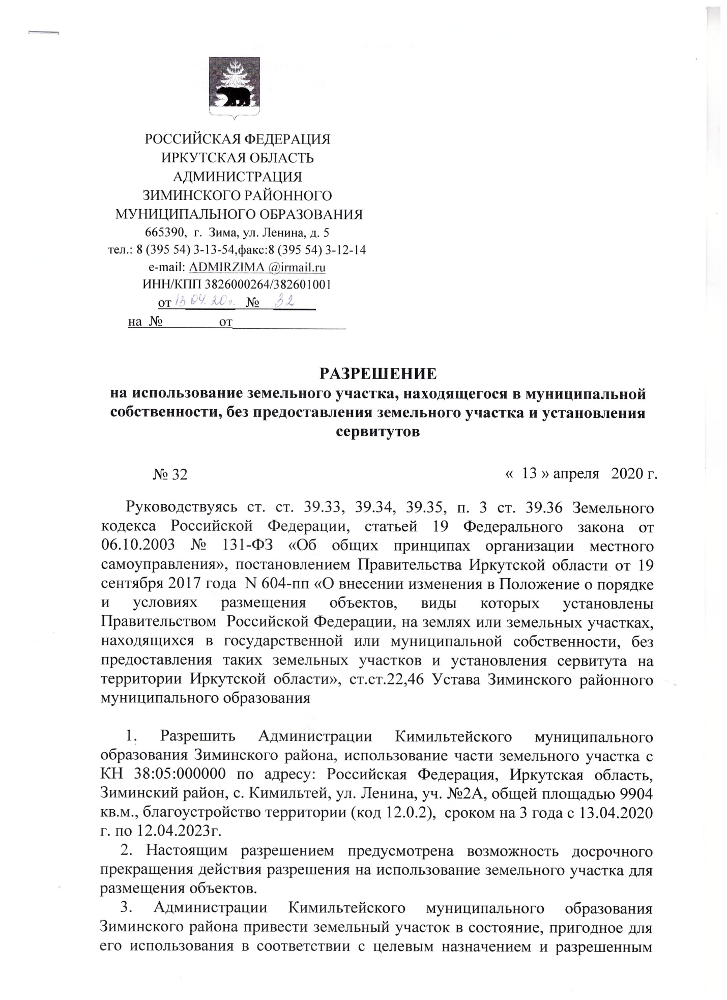 РОССИЙСКАЯ ФЕДЕРАЦИЯ
ИРКУТСКАЯ ОБЛАСТЬ
АДМИНИСТРАЦИЯ
ЗИМИНСКОГО РАЙОННОГО
МУНИЦИПАЛЬНОГО ОБРАЗОВАНИЯ
665390, г. Зима, ул. Ленина, д. 5
тел.: 8 (395 54) 3-13-54,факс:8 (395 54) 3-12-14
e-mail: ADMIRZIMA @irmail.ru
ИНН/КПП 3826000264/382601001
от 13 04. 20 г. № 32
на № от
РАЗРЕШЕНИЕ
на использование земельного участка, находящегося в муниципальной
собственности, без предоставления земельного участка и установления
сервитутов
№ 32 « 13 » апреля 2020 г.
Руководствуясь ст. ст. 39.33, 39.34, 39.35, п. 3 ст. 39.36 Земельного
кодекса Российской Федерации, статьей 19 Федерального закона от
06.10.2003 № 131-ФЗ «Об общих принципах организации местного
самоуправления», постановлением Правительства Иркутской области от 19
сентября 2017 года N 604-пп «О внесении изменения в Положение о порядке
и условиях размещения объектов, виды которых установлены
Правительством Российской Федерации, на землях или земельных участках,
находящихся в государственной или муниципальной собственности, без
предоставления таких земельных участков и установления сервитута на
территории Иркутской области», ст.ст.22,46 Устава Зиминского районного
муниципального образования
1. Разрешить Администрации Кимильтейского муниципального
образования Зиминского района, использование части земельного участка с
КН 38:05:000000 по адресу: Российская Федерация, Иркутская область,
Зиминский район, с. Кимильтей, ул. Ленина, уч. №2А, общей площадью 9904
кв.м., благоустройство территории (код 12.0.2), сроком на 3 года с 13.04.2020
г. по 12.04.2023г.
2. Настоящим разрешением предусмотрена возможность досрочного
прекращения действия разрешения на использование земельного участка для
размещения объектов.
3. Администрации Кимильтейского муниципального образования
Зиминского района привести земельный участок в состояние, пригодное для
его использования в соответствии с целевым назначением и разрешенным